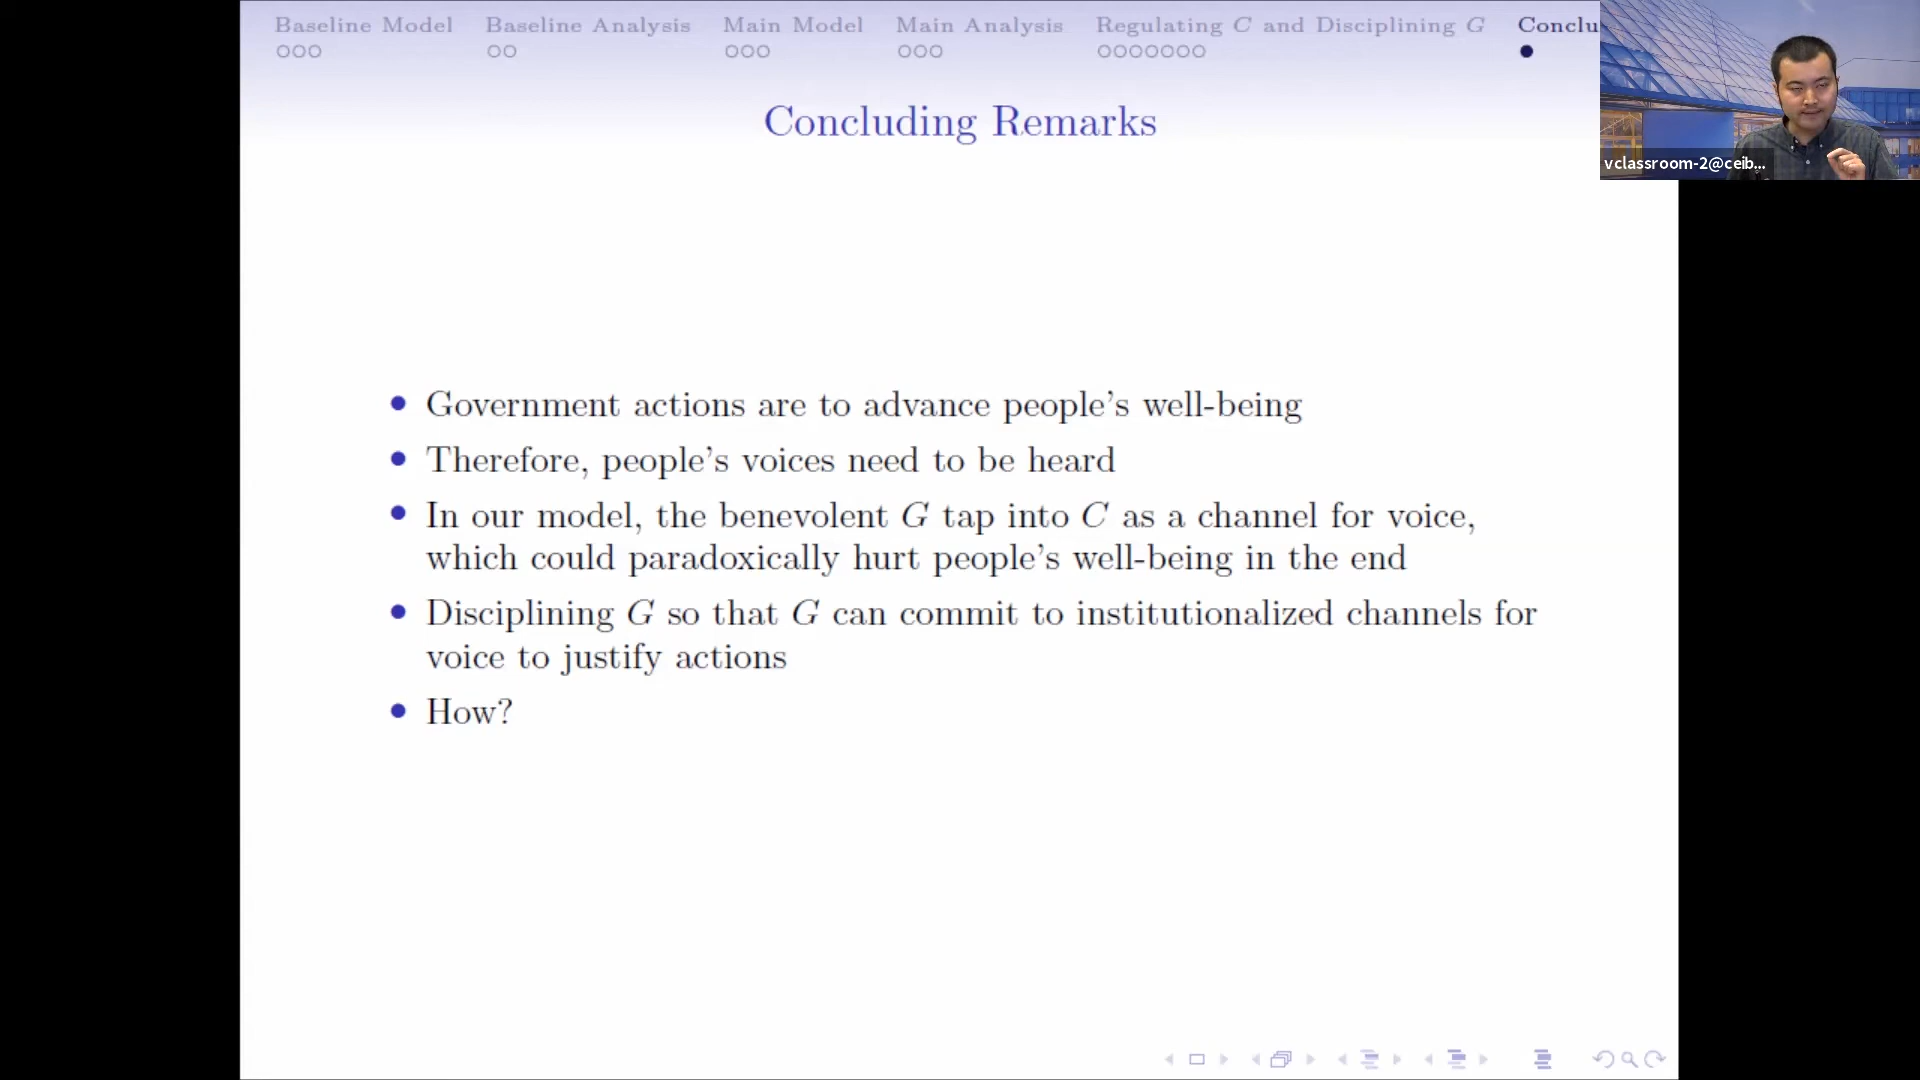 Baseline Model Baseline Analysis Main Model Main Analysis Regulating C and Disciplining G Conclu
vclassroom-2@ceib...
Concluding Remarks
Government actions are to advance people's well-being
Therefore, people's voices need to be heard
In our model, the benevolent G tap into C as a channel for voice,
which could paradoxically hurt people's well-being in the end
Disciplining G so that G can commit to institutionalized channels for
voice to justify actions
How?